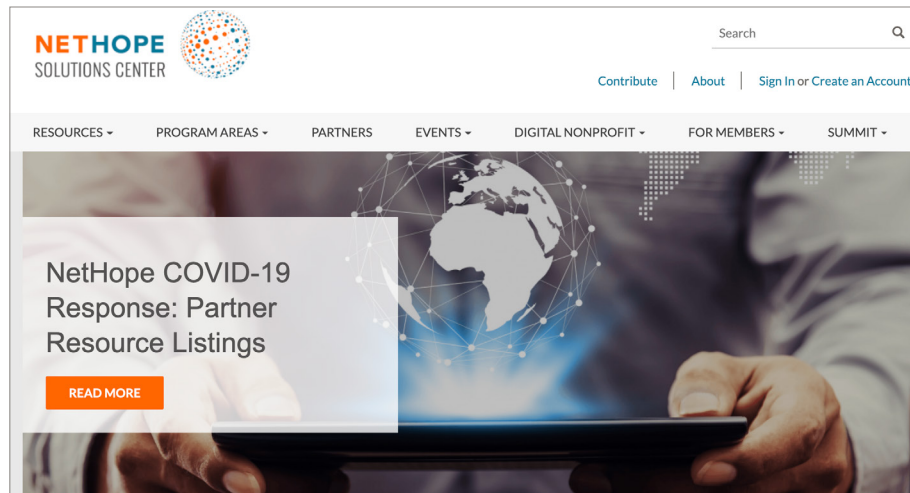 NETHOPE
SOLUTIONS CENTER
Search
Contribute About Sign In or Create an Account
RESOURCES PROGRAM AREAS PARTNERS EVENTS DIGITAL NONPROFIT FOR MEMBERS SUMMIT
NetHope COVID-19
Response: Partner
Resource Listings
READ MORE